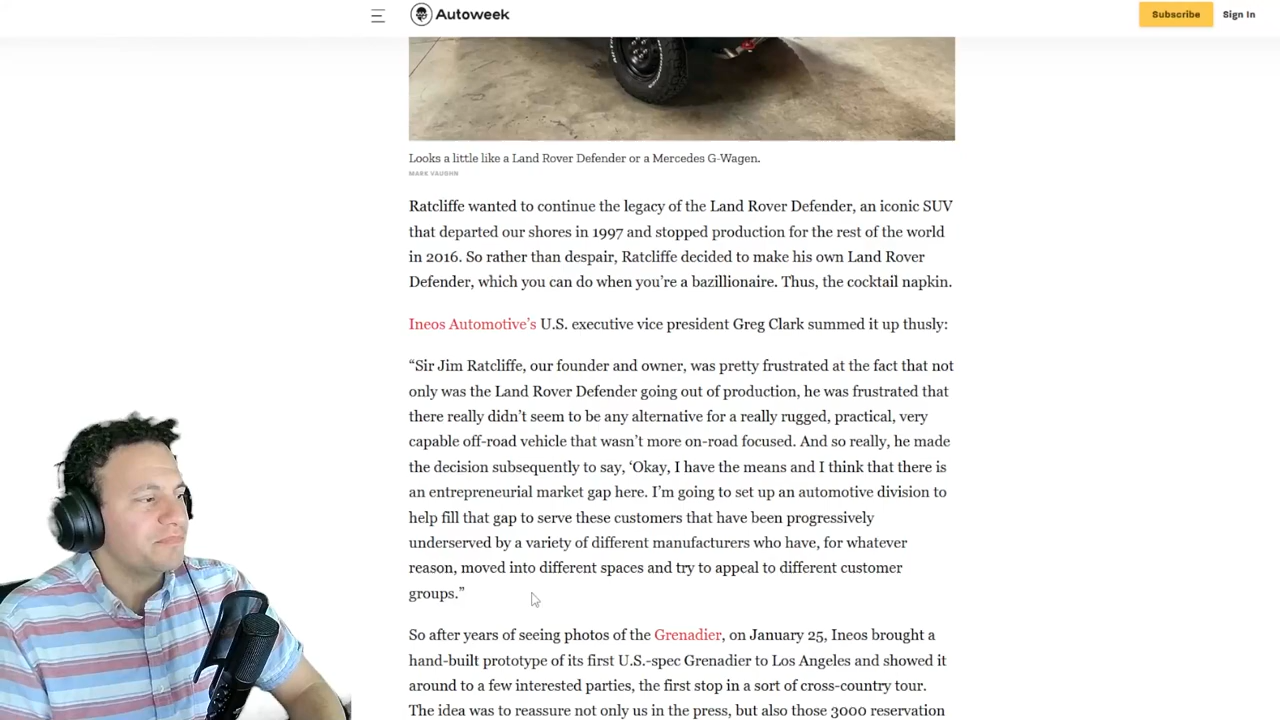 Autoweek
Subscribe
Sign In
Looks a little like a Land Rover Defender or a Mercedes G-Wagen.
MARK VAUGHN
Ratcliffe wanted to continue the legacy of the Land Rover Defender, an iconic SUV
that departed our shores in 1997 and stopped production for the rest of the world
in 2016. So rather than despair, Ratcliffe decided to make his own Land Rover
Defender, which you can do when you’re a bazillionaire. Thus, the cocktail napkin.
Ineos Automotive’s U.S. executive vice president Greg Clark summed it up thusly:
“Sir Jim Ratcliffe, our founder and owner, was pretty frustrated at the fact that not
only was the Land Rover Defender going out of production, he was frustrated that
there really didn’t seem to be any alternative for a really rugged, practical, very
capable off-road vehicle that wasn’t more on-road focused. And so really, he made
the decision subsequently to say, ‘Okay, I have the means and I think that there is
an entrepreneurial market gap here. I’m going to set up an automotive division to
help fill that gap to serve these customers that have been progressively
underserved by a variety of different manufacturers who have, for whatever
reason, moved into different spaces and try to appeal to different customer
groups.”
So after years of seeing photos of the Grenadier, on January 25, Ineos brought a
hand-built prototype of its first U.S.-spec Grenadier to Los Angeles and showed it
around to a few interested parties, the first stop in a sort of cross-country tour.
The idea was to reassure not only us in the press, but also those 3000 reservation